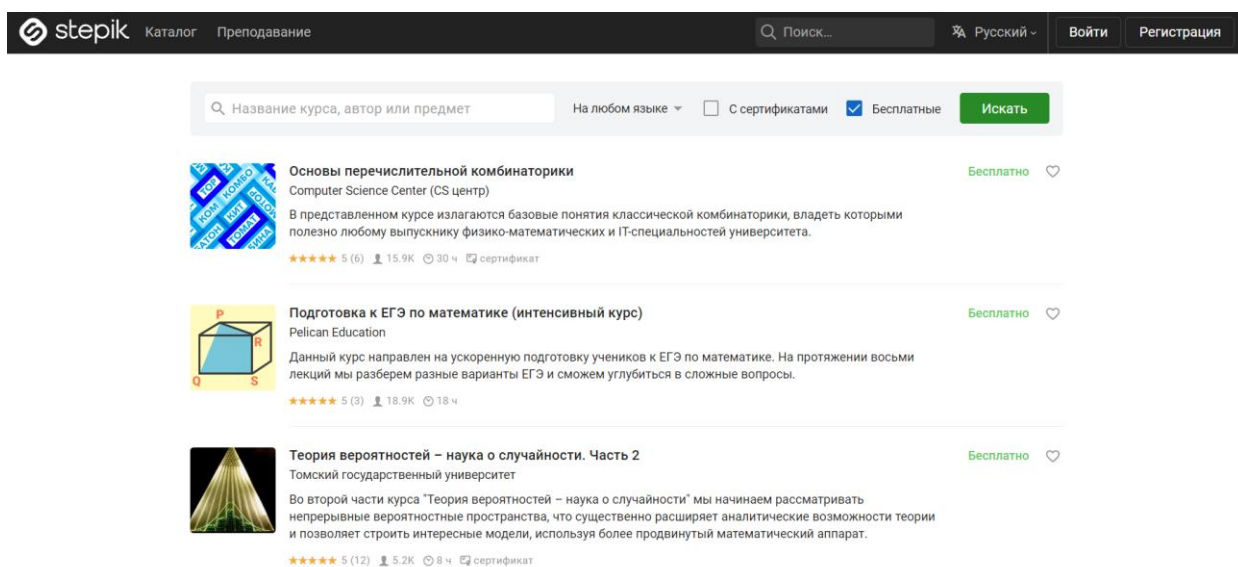 stepik Каталог Преподавание Поиск... Русский Войти Регистрация
Название курса, автор или предмет На любом языке С сертификатами Бесплатные Искать
Основы перечислительной комбинаторики Бесплатно
Computer Science Center (CS центр)
В представленном курсе излагаются базовые понятия классической комбинаторики, владеть которыми
полезно любому выпускнику физико-математических и IT-специальностей университета.
5 (6) 15.9K 30 ч сертификат
ТОР КОМБО
КОМ КИТ
БАТОН ТОМАТ
Подготовка к ЕГЭ по математике (интенсивный курс) Бесплатно
Pelican Education
Данный курс направлен на ускоренную подготовку учеников к ЕГЭ по математике. На протяжении восьми
лекций мы разберем разные варианты ЕГЭ и сможем углубиться в сложные вопросы.
5 (3) 18.9K 18 ч
P
R
Q S
Теория вероятностей – наука о случайности. Часть 2 Бесплатно
Томский государственный университет
Во второй части курса "Теория вероятностей – наука о случайности" мы начинаем рассматривать
непрерывные вероятностные пространства, что существенно расширяет аналитические возможности теории
и позволяет строить интересные модели, используя более продвинутый математический аппарат.
5 (12) 5.2K 8 ч сертификат